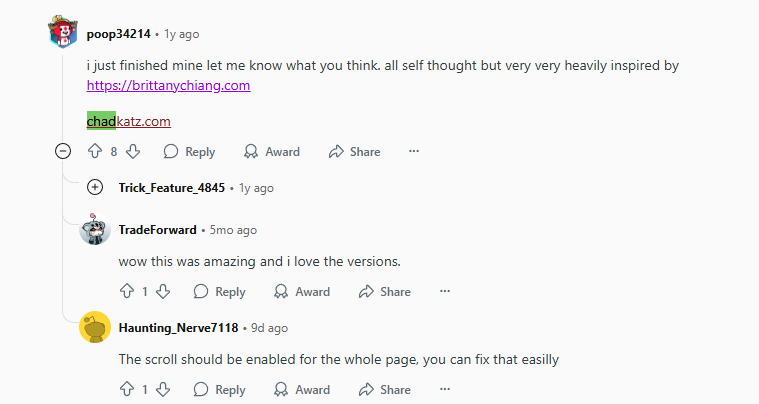 poop34214 • 1y ago
i just finished mine let me know what you think. all self thought but very very heavily inspired by
https://brittanychiang.com
chadkatz.com
8 Reply Award Share ...
Trick_Feature_4845 • 1y ago
TradeForward • 5mo ago
wow this was amazing and i love the versions.
1 Reply Award Share ...
Haunting_Nerve7118 • 9d ago
The scroll should be enabled for the whole page, you can fix that easilly
1 Reply Award Share ...